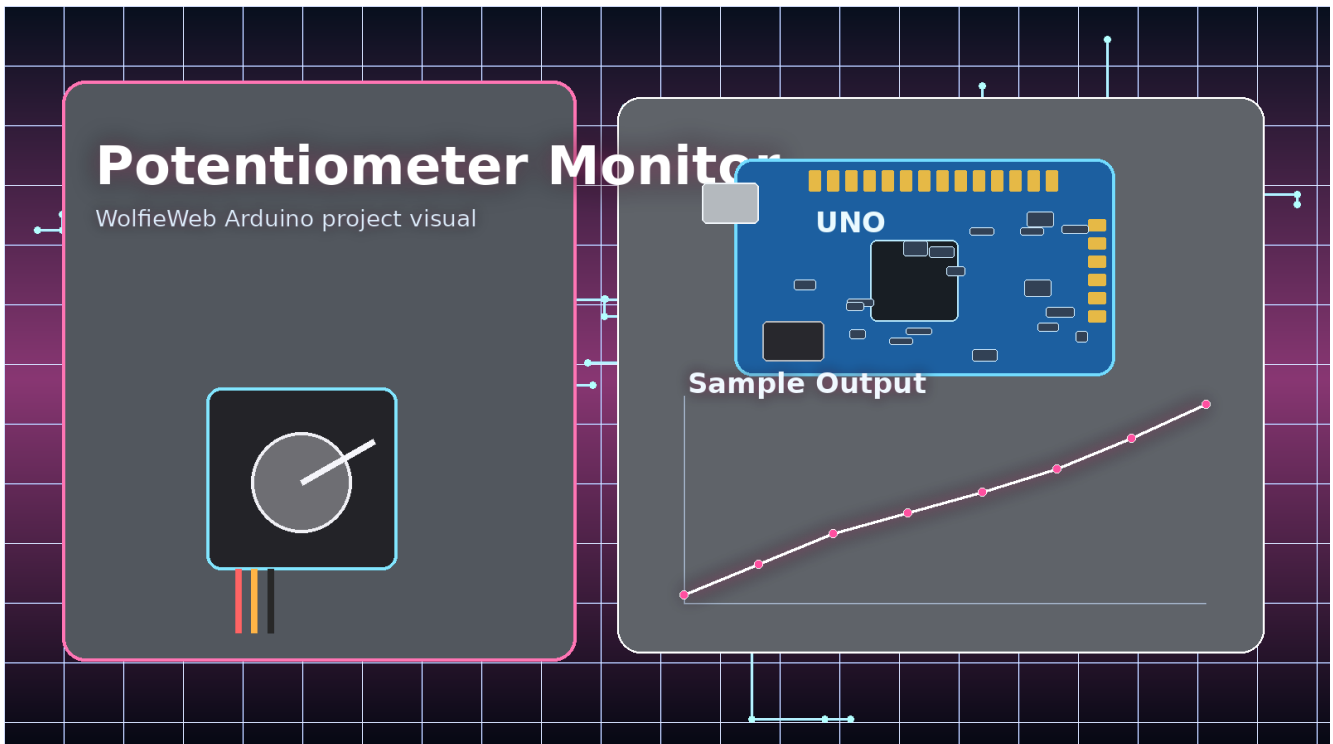 Potentiometer Monitor
WolfieWeb Arduino project visual
UNO
Sample Output